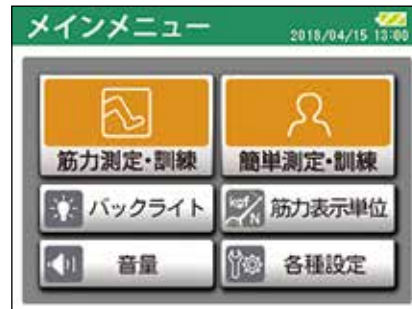 メインメニュー
2018/04/15 13:00
筋力測定・訓練
簡単測定・訓練
バックライト
kgf/N
筋力表示単位
音量
各種設定